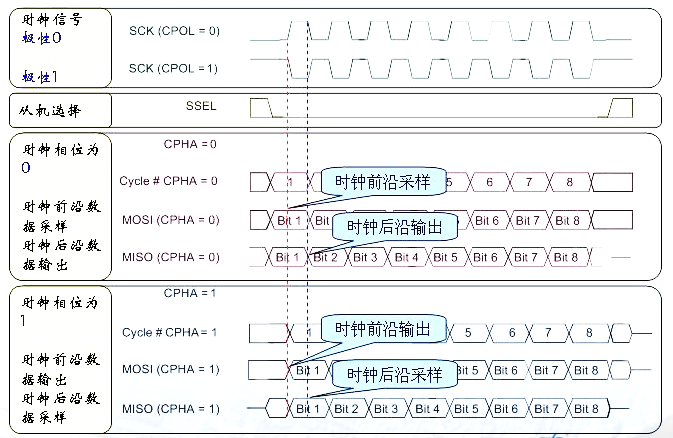 时钟信号
极性0
SCK (CPOL = 0)
极性1
SCK (CPOL = 1)
从机选择
SSEL
时钟相位为
0
CPHA = 0
Cycle # CPHA = 0
1
5
6
7
8
时钟前沿采样
时钟前沿数
据采样
MOSI (CPHA = 0)
Bit 1
Bit 6
Bit 7
Bit 8
时钟后沿输出
时钟后沿数
据输出
MISO (CPHA = 0)
Bit 1
Bit 2
Bit 3
Bit 4
Bit 5
Bit 6
Bit 7
Bit 8
时钟相位为
1
CPHA = 1
Cycle # CPHA = 1
1
5
6
7
8
时钟前沿输出
时钟前沿数
据输出
MOSI (CPHA = 1)
Bit 1
Bit 5
Bit 6
Bit 7
Bit 8
时钟后沿采样
时钟后沿数
据采样
MISO (CPHA = 1)
Bit 1
Bit 2
Bit 3
Bit 4
Bit 5
Bit 6
Bit 7
Bit 8